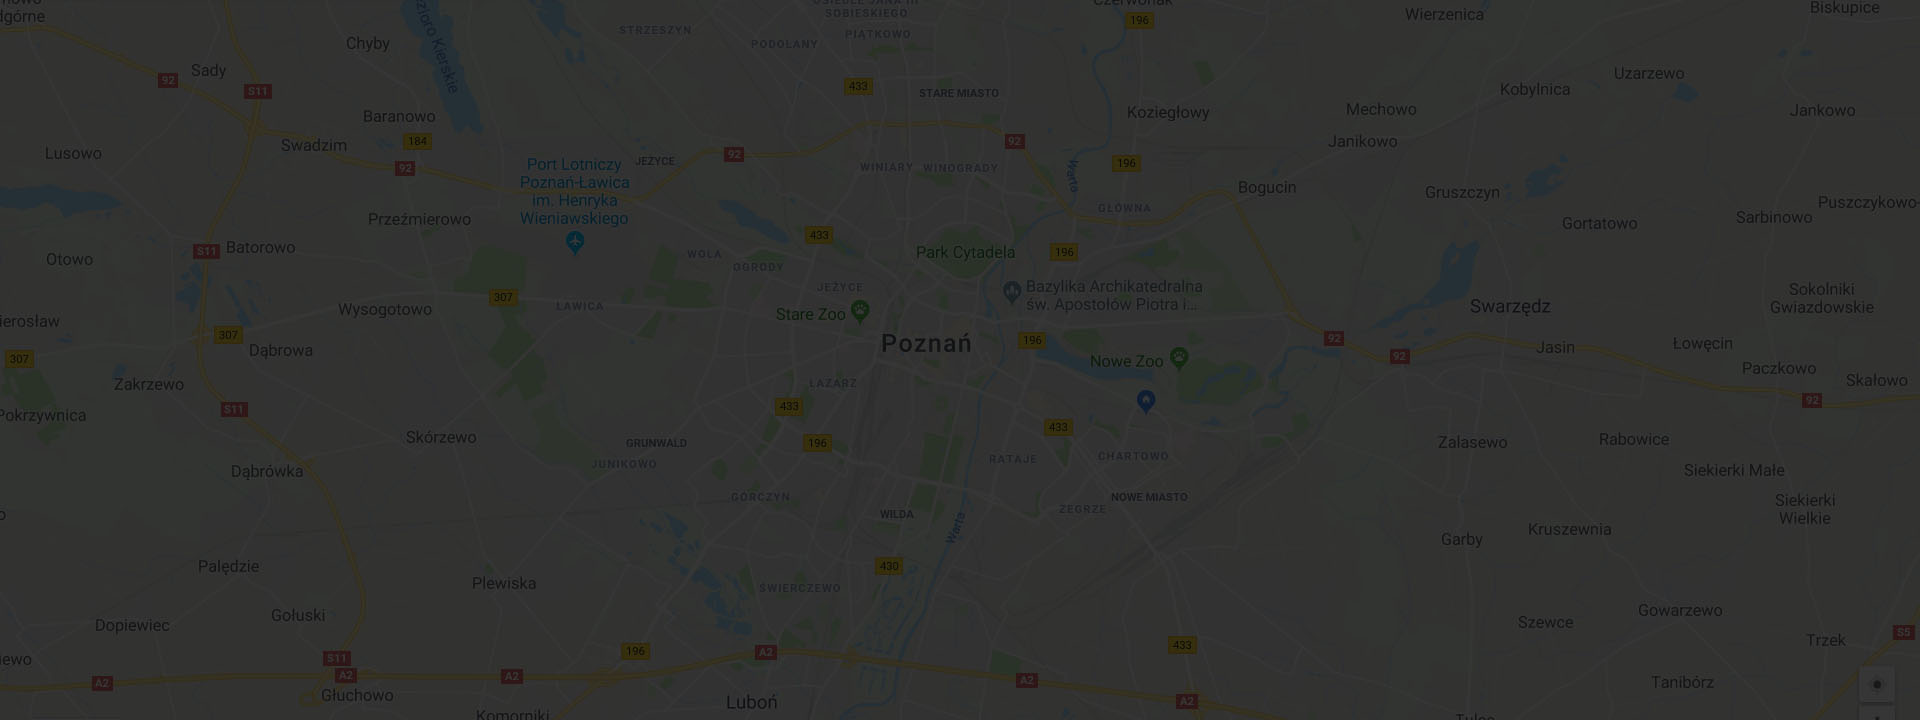 górne
Chyby
Sady
92
S11
Jezioro Kierskie
STRZESZYN
PODOLANY
OSIEDLE JANA III
SOBIESKIEGO
PIĄTKOWO
433
STARE MIASTO
Czerwonak
196
Wierzenica
Biskupice
Uzarzewo
Kobylnica
Mechowo
Jankowo
Koziegłowy
Janikowo
Baranowo
184
Swadzim
92
Lusowo
Port Lotniczy
Poznań-Ławica
im. Henryka
Wieniawskiego
JEŻYCE
92
WINIARY
WINOGRADY
92
Warta
196
Bogucin
Gruszczyn
Puszczykowo-
Sarbinowo
Gortatowo
GŁÓWNA
Przeźmierowo
S11
Batorowo
Otowo
WOLA
OGRODY
433
Park Cytadela
196
JEŻYCE
Bazylika Archikatedralna
św. Apostołów Piotra i...
Stare Zoo
307
ŁAWICA
Wysogotowo
Swarzędz
Sokolniki
Gwiazdowskie
ierosław
307
307
Dąbrowa
Poznań
196
Nowe Zoo
92
92
Jasin
Łowęcin
Paczkowo
Skałowo
92
Zakrzewo
S11
Pokrzywnica
ŁAZARZ
433
196
433
Skórzewo
GRUNWALD
JUNIKOWO
RATAJE
CHARTOWO
Zalasewo
Rabowice
Siekierki Małe
Dąbrówka
GÓRCZYN
WILDA
NOWE MIASTO
ŻEGRZE
Siekierki
Wielkie
Warta
Garby
Kruszewnia
Palędzie
Plewiska
430
ŚWIERCZEWO
Gołuski
Dopiewiec
Szewce
Gowarzewo
Trzek
S5
196
A2
433
S11
A2
A2
A2
A2
A2
Głuchowo
Luboń
Komorniki
Tanibórz
Tulce